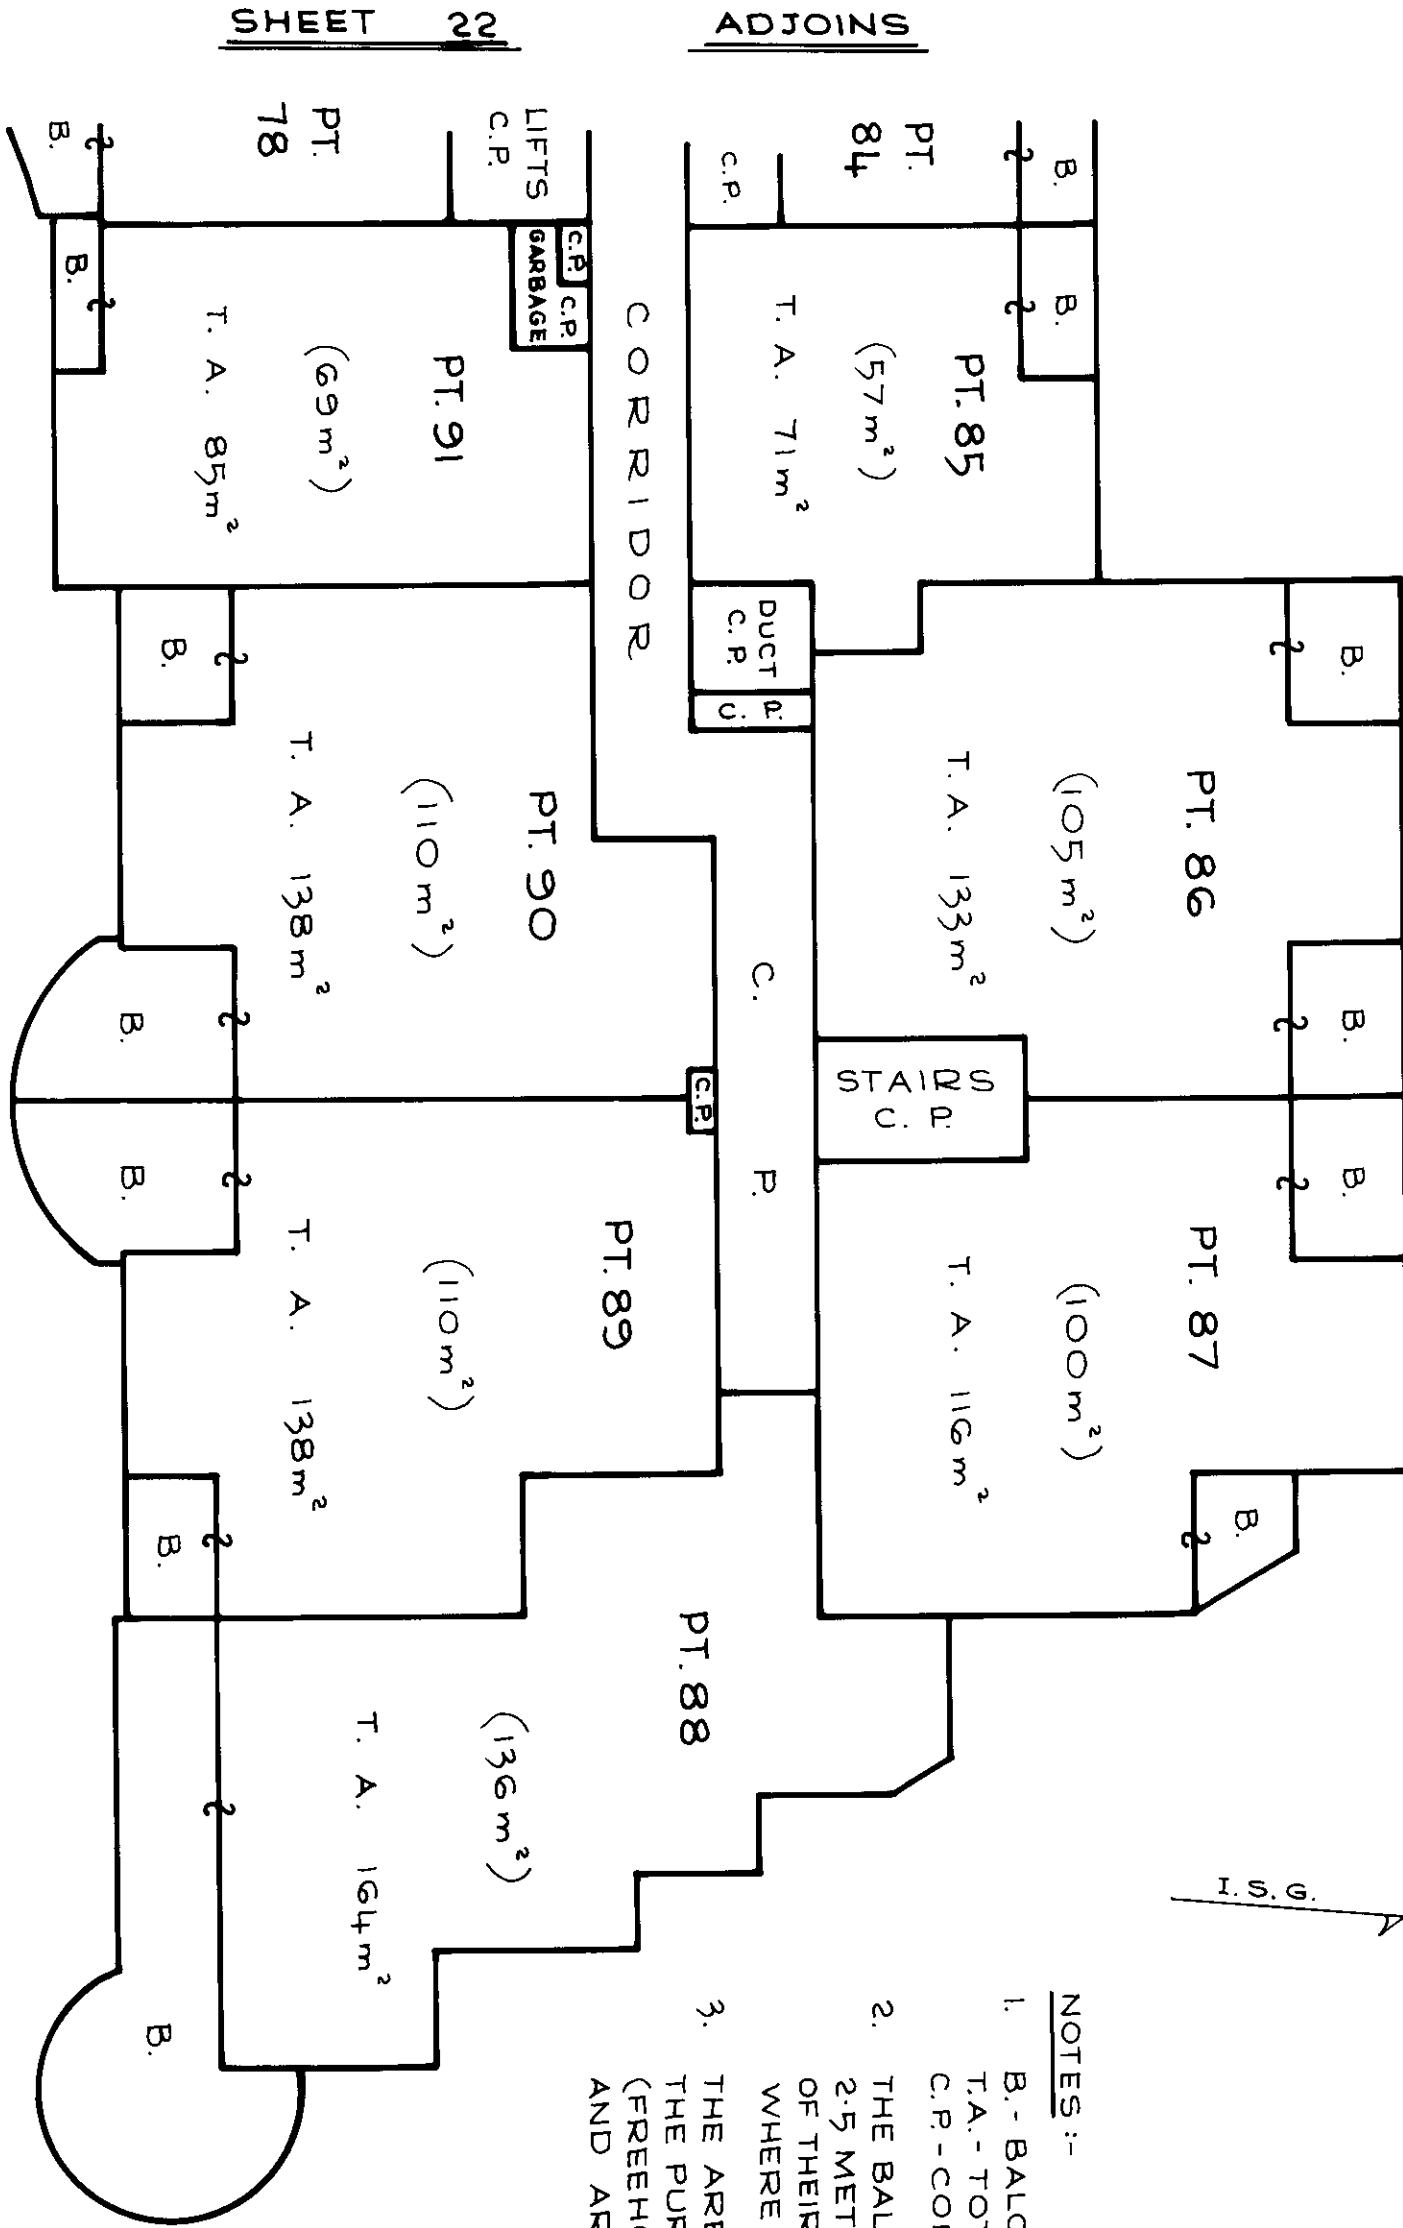 SHEET 22 ADJOINS
B.
PT.
78
LIFTS
C.P.
C.P.
PT.
84
B.
B.
T. A. 85m²
(69m²)
PT. 91
GARBAGE
C.P.
C.P.
CORRIDOR
T. A. 71m²
(57m²)
PT. 85
B.
B.
T. A. 138m²
(110m²)
PT. 90
B.
DUCT
C.P.
C. P.
C. P.
T. A. 133m²
(105m²)
PT. 86
B.
B.
STAIRS
C. P.
C.P.
B.
T. A. 138m²
(110m²)
PT. 89
B.
T. A. 116m²
(100m²)
PT. 87
B.
B.
T. A. 164m²
(136m²)
PT. 88
B.
I. S. G.
NOTES :-
1. B. - BALC
T.A. - TOT
C.P. - CO
2. THE BAL
2·5 MET
OF THEIR
WHERE
3. THE ARE
THE PUR
(FREEH
AND AR